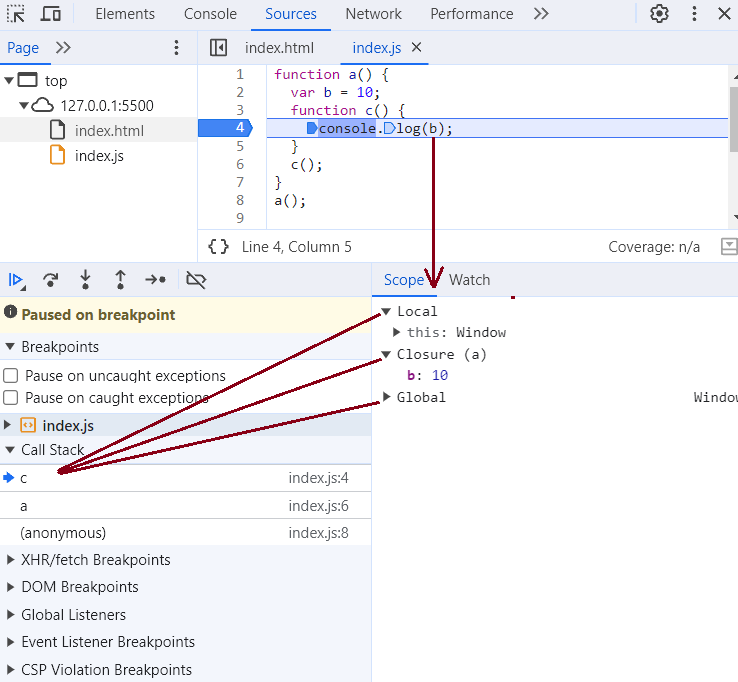 Elements Console Sources Network Performance
Page index.html index.js
top
127.0.0.1:5500
index.html
index.js
1 function a() {
2 var b = 10;
3 function c() {
4 console.log(b);
5 }
6 c();
7 }
8 a();
9
{} Line 4, Column 5 Coverage: n/a
Scope Watch
Paused on breakpoint
Breakpoints
Pause on uncaught exceptions
Pause on caught exceptions
index.js
Call Stack
c index.js:4
a index.js:6
(anonymous) index.js:8
XHR/fetch Breakpoints
DOM Breakpoints
Global Listeners
Event Listener Breakpoints
CSP Violation Breakpoints
Local
this: Window
Closure (a)
b: 10
Global Window